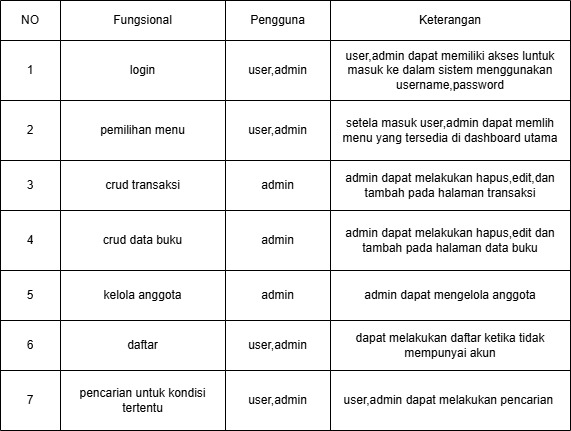 NO Fungsional Pengguna Keterangan
1 login user,admin user,admin dapat memiliki akses luntuk
masuk ke dalam sistem menggunakan
username,password
2 pemilihan menu user,admin setela masuk user,admin dapat memlih
menu yang tersedia di dashboard utama
3 crud transaksi admin admin dapat melakukan hapus,edit,dan
tambah pada halaman transaksi
4 crud data buku admin admin dapat melakukan hapus,edit dan
tambah pada halaman data buku
5 kelola anggota admin admin dapat mengelola anggota
6 daftar user,admin dapat melakukan daftar ketika tidak
mempunyai akun
7 pencarian untuk kondisi
tertentu user,admin user,admin dapat melakukan pencarian